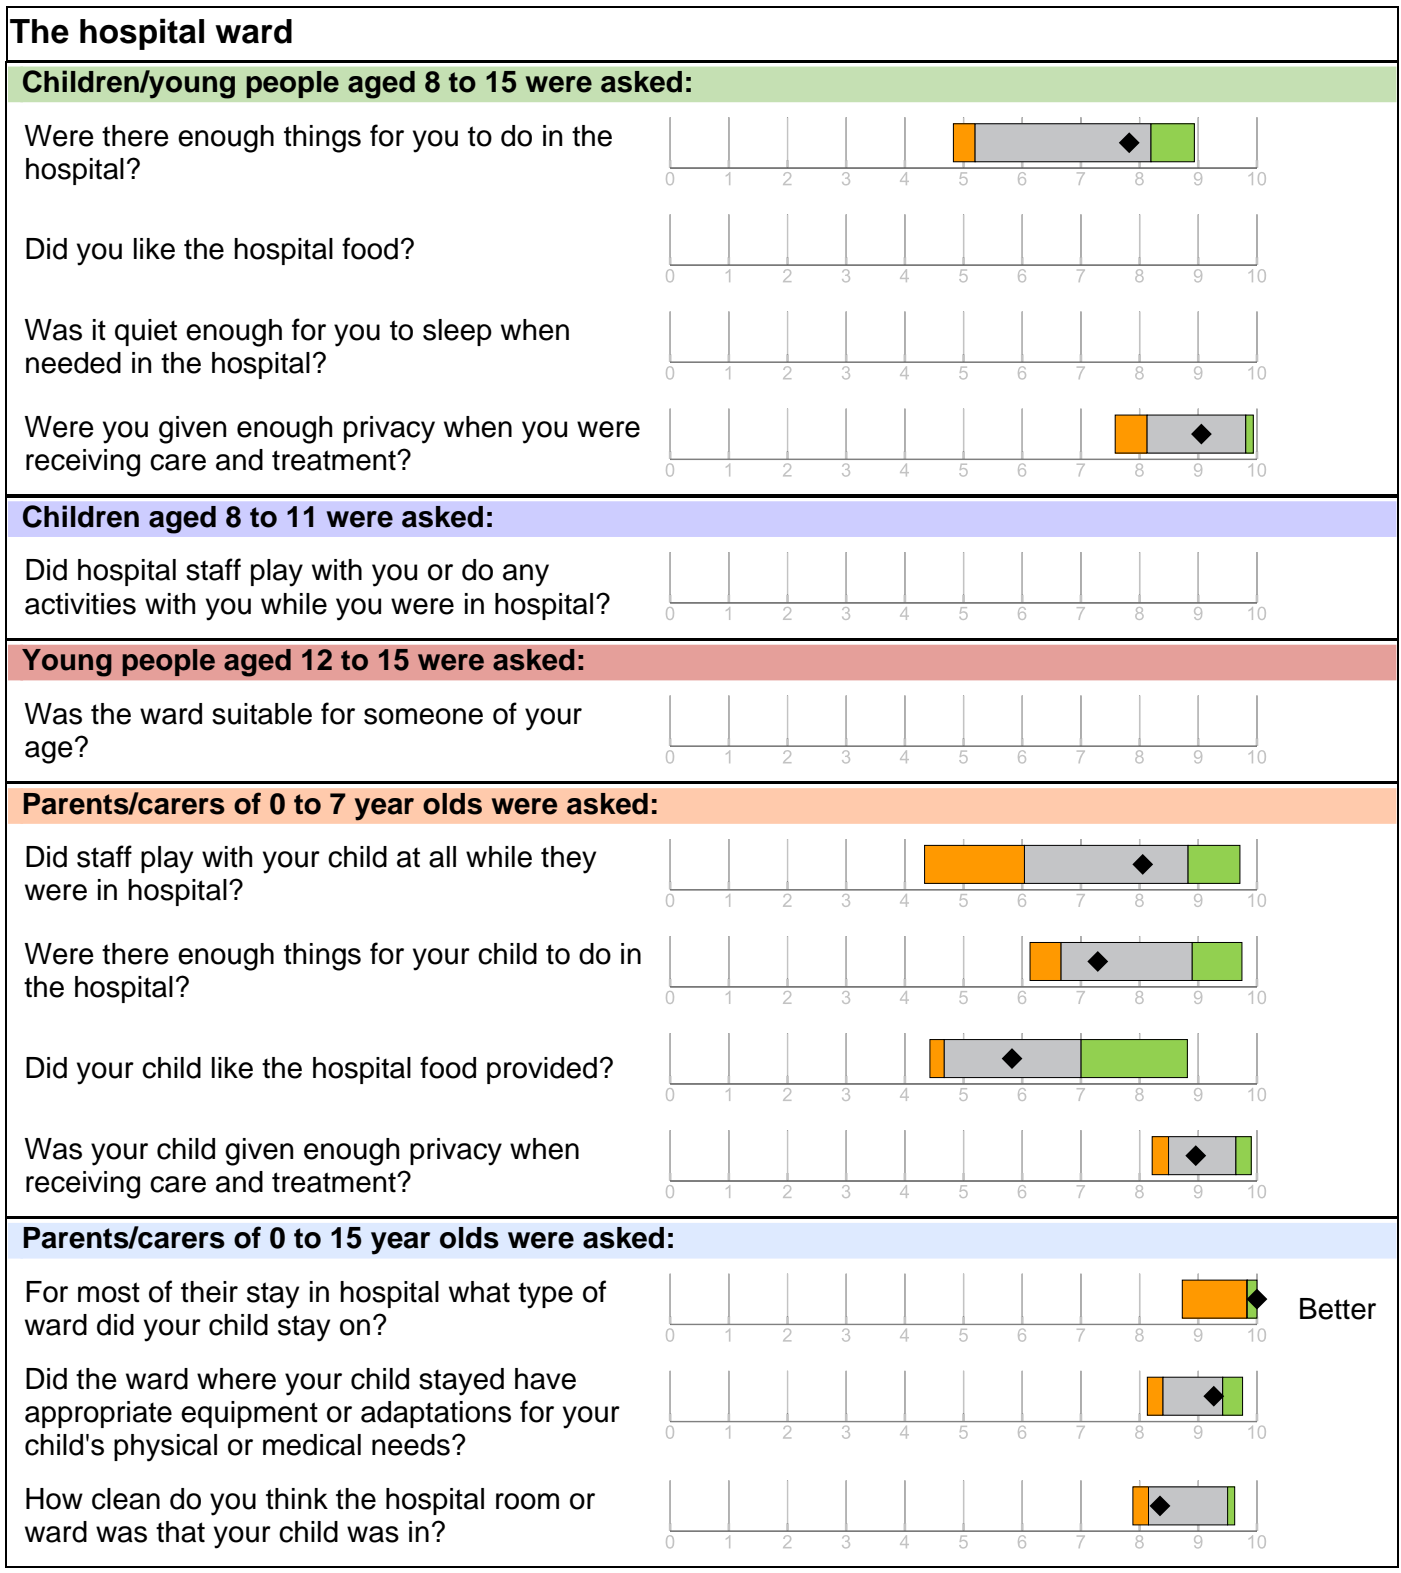 The hospital ward
Children/young people aged 8 to 15 were asked:
Were there enough things for you to do in the
hospital?
0 1 2 3 4 5 6 7 8 9 10
Did you like the hospital food?
0 1 2 3 4 5 6 7 8 9 10
Was it quiet enough for you to sleep when
needed in the hospital?
0 1 2 3 4 5 6 7 8 9 10
Were you given enough privacy when you were
receiving care and treatment?
0 1 2 3 4 5 6 7 8 9 10
Children aged 8 to 11 were asked:
Did hospital staff play with you or do any
activities with you while you were in hospital?
0 1 2 3 4 5 6 7 8 9 10
Young people aged 12 to 15 were asked:
Was the ward suitable for someone of your
age?
0 1 2 3 4 5 6 7 8 9 10
Parents/carers of 0 to 7 year olds were asked:
Did staff play with your child at all while they
were in hospital?
0 1 2 3 4 5 6 7 8 9 10
Were there enough things for your child to do in
the hospital?
0 1 2 3 4 5 6 7 8 9 10
Did your child like the hospital food provided?
0 1 2 3 4 5 6 7 8 9 10
Was your child given enough privacy when
receiving care and treatment?
0 1 2 3 4 5 6 7 8 9 10
Parents/carers of 0 to 15 year olds were asked:
For most of their stay in hospital what type of
ward did your child stay on?
0 1 2 3 4 5 6 7 8 9 10
Better
Did the ward where your child stayed have
appropriate equipment or adaptations for your
child's physical or medical needs?
0 1 2 3 4 5 6 7 8 9 10
How clean do you think the hospital room or
ward was that your child was in?
0 1 2 3 4 5 6 7 8 9 10